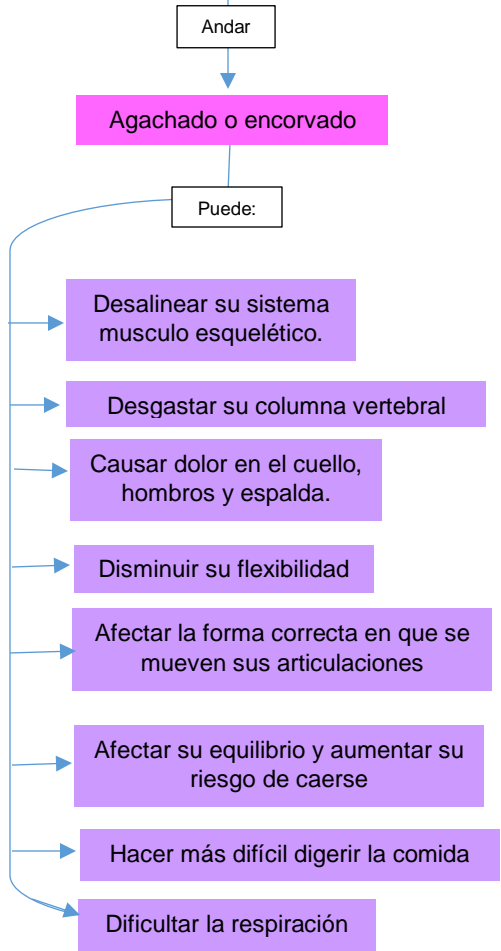 Andar
Agachado o encorvado
Puede:
Desalinear su sistema
musculo esquelético.
Desgastar su columna vertebral
Causar dolor en el cuello,
hombros y espalda.
Disminuir su flexibilidad
Afectar la forma correcta en que se
mueven sus articulaciones
Afectar su equilibrio y aumentar su
riesgo de caerse
Hacer más difícil digerir la comida
Dificultar la respiración